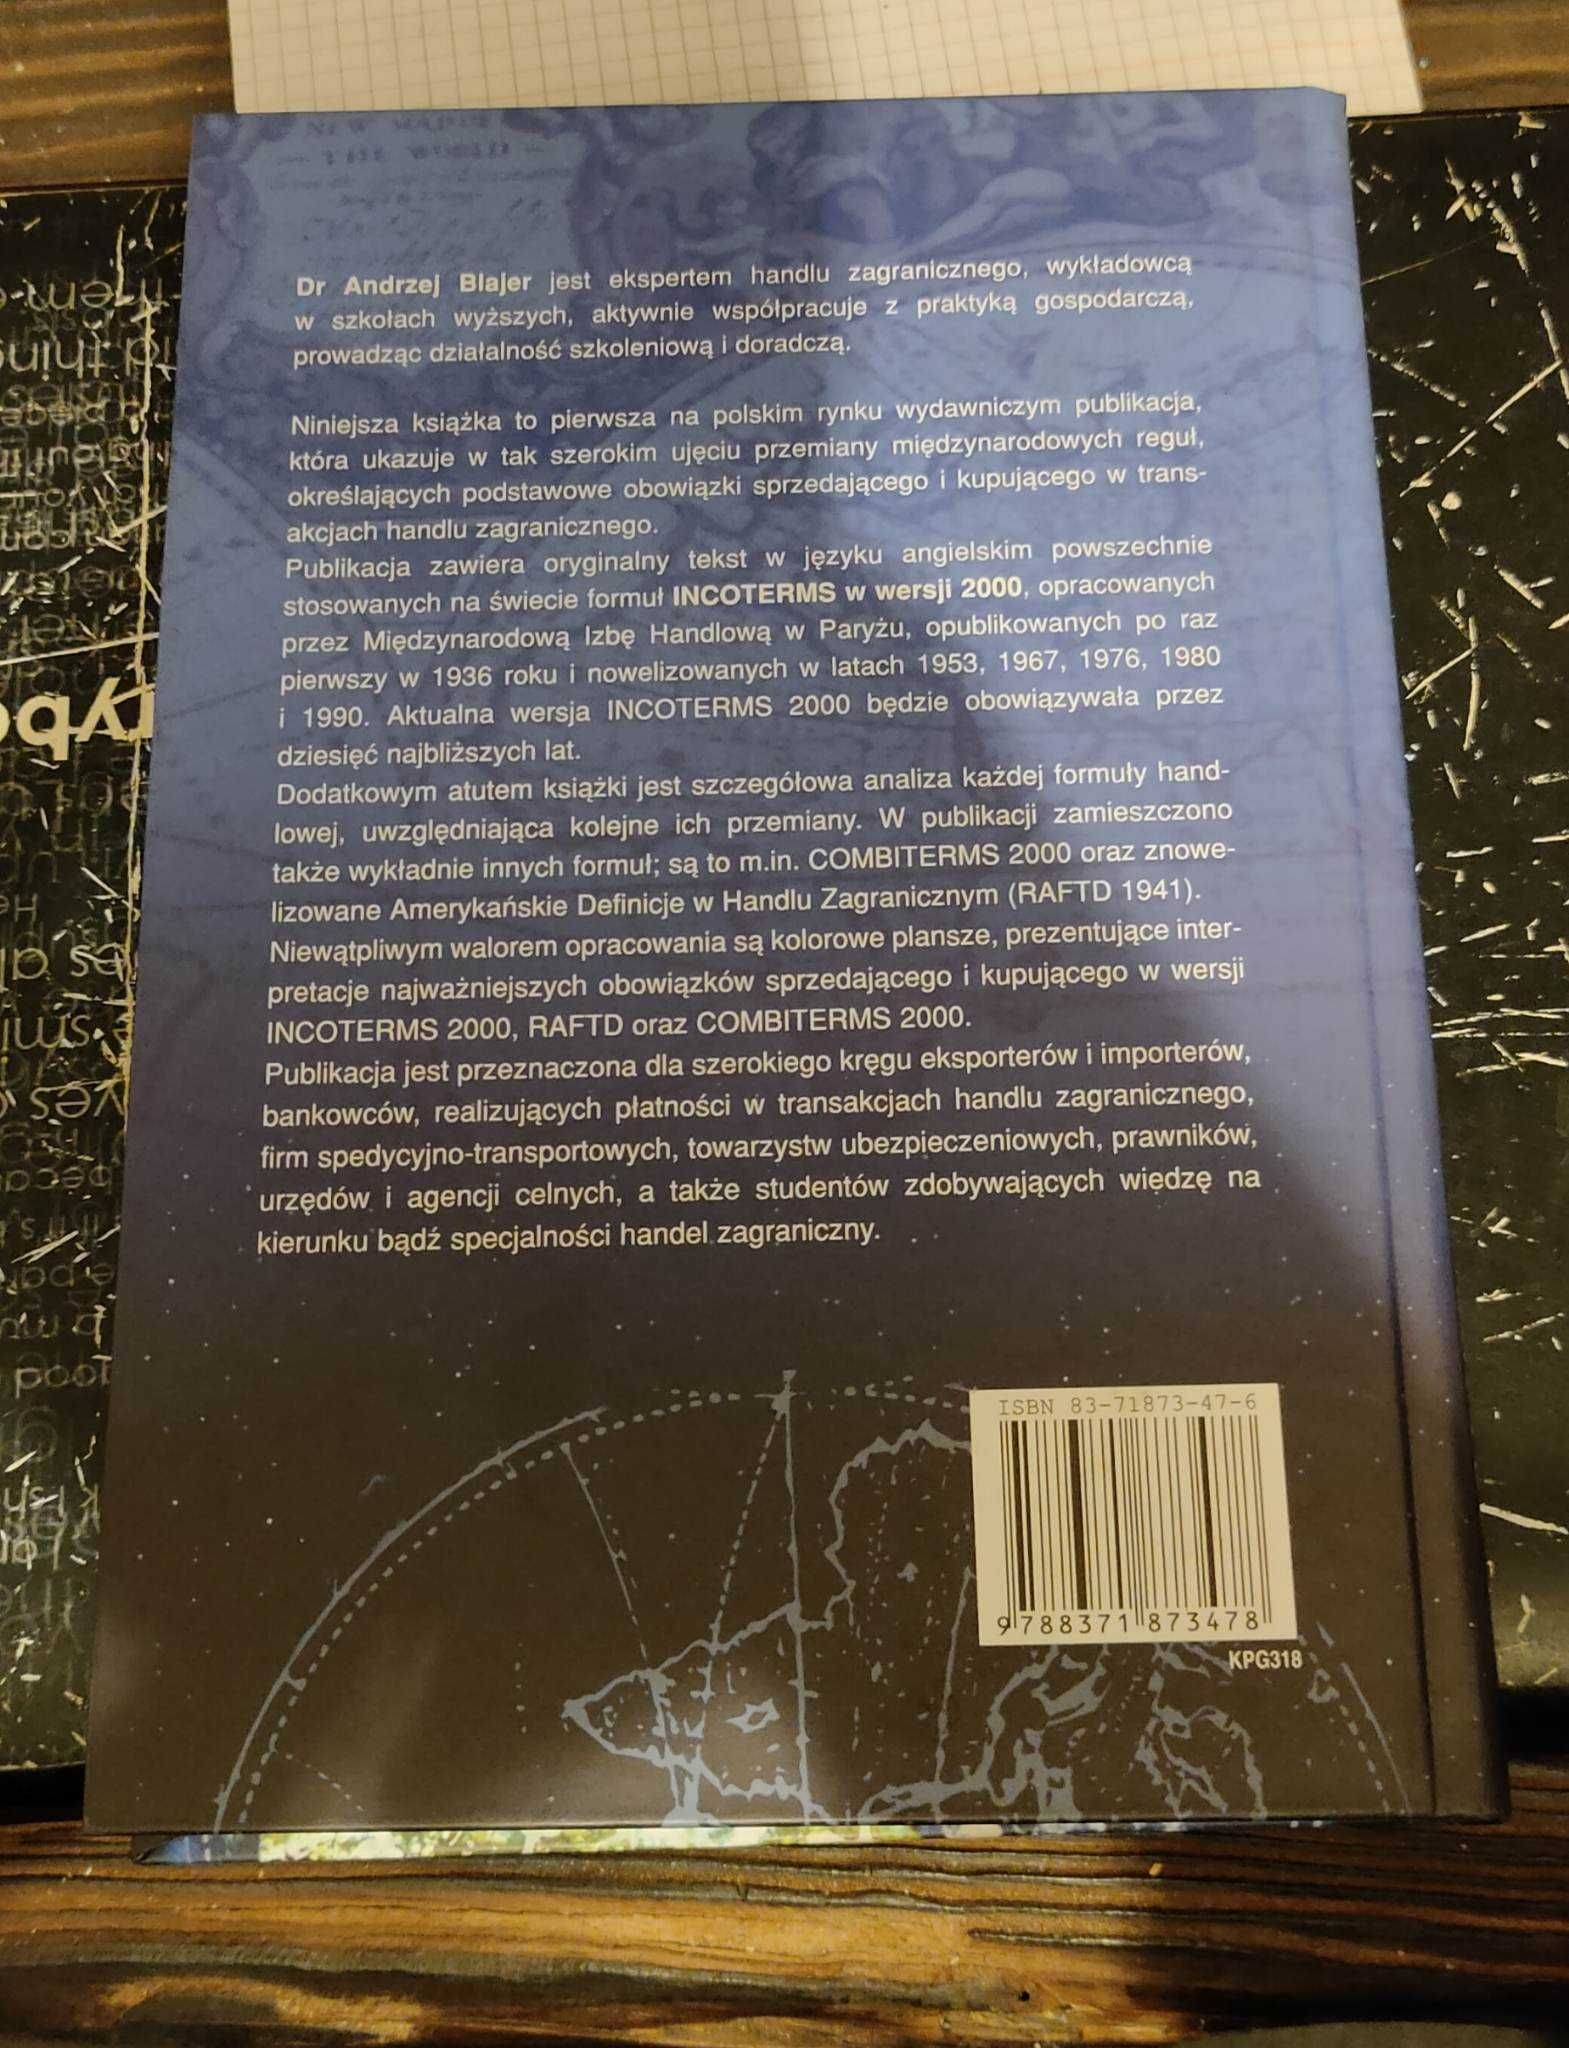 NEW MAPPE
THE WORLD
Dr Andrzej Blajer jest ekspertem handlu zagranicznego, wykładowcą
w szkołach wyższych, aktywnie współpracuje z praktyką gospodarczą,
prowadząc działalność szkoleniową i doradczą.
Niniejsza książka to pierwsza na polskim rynku wydawniczym publikacja,
która ukazuje w tak szerokim ujęciu przemiany międzynarodowych reguł,
określających podstawowe obowiązki sprzedającego i kupującego w trans-
akcjach handlu zagranicznego.
Publikacja zawiera oryginalny tekst w języku angielskim powszechnie
stosowanych na świecie formuł INCOTERMS w wersji 2000, opracowanych
przez Międzynarodową Izbę Handlową w Paryżu, opublikowanych po raz
pierwszy w 1936 roku i nowelizowanych w latach 1953, 1967, 1976, 1980
i 1990. Aktualna wersja INCOTERMS 2000 będzie obowiązywała przez
dziesięć najbliższych lat.
Dodatkowym atutem książki jest szczegółowa analiza każdej formuły hand-
lowej, uwzględniająca kolejne ich przemiany. W publikacji zamieszczono
także wykładnie innych formuł; są to m.in. COMBITERMS 2000 oraz znowe-
lizowane Amerykańskie Definicje w Handlu Zagranicznym (RAFTD 1941).
Niewątpliwym walorem opracowania są kolorowe plansze, prezentujące inter-
pretacje najważniejszych obowiązków sprzedającego i kupującego w wersji
INCOTERMS 2000, RAFTD oraz COMBITERMS 2000.
Publikacja jest przeznaczona dla szerokiego kręgu eksporterów i importerów,
bankowców, realizujących płatności w transakcjach handlu zagranicznego,
firm spedycyjno-transportowych, towarzystw ubezpieczeniowych, prawników,
urzędów i agencji celnych, a także studentów zdobywających wiedzę na
kierunku bądź specjalności handel zagraniczny.
ISBN 83-71873-47-6
9 788371 873478
KPG318